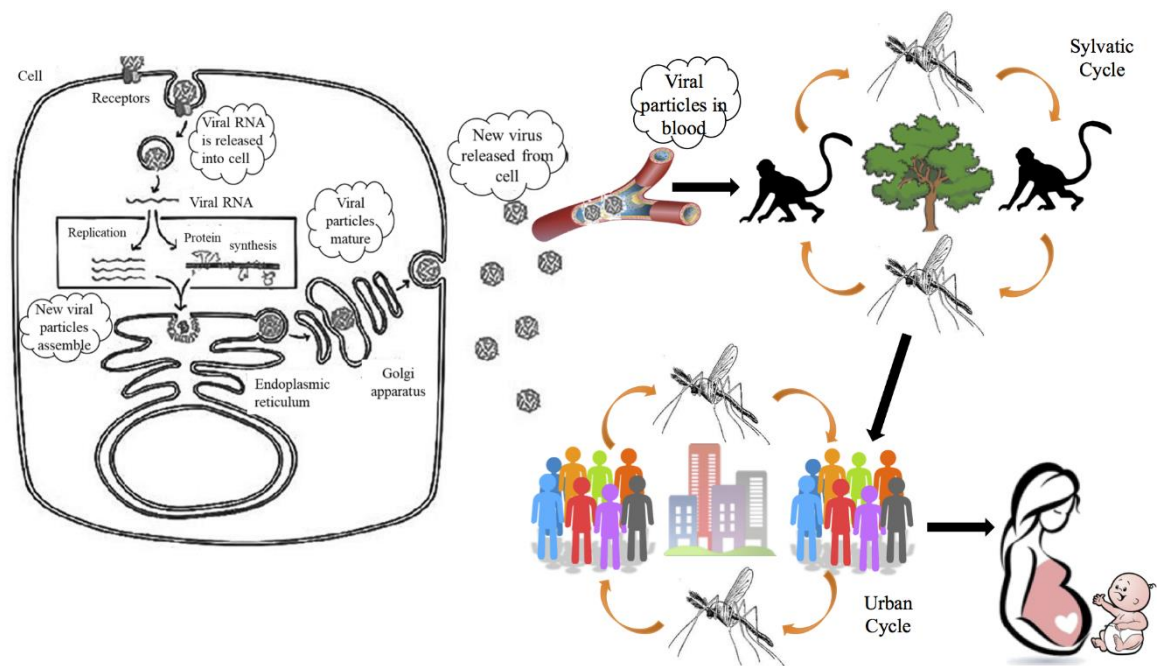 Cell
Receptors
Viral RNA
is released
into cell
Viral RNA
Replication
Protein
synthesis
New viral
particles
assemble
Endoplasmic
reticulum
Viral
particles
mature
Golgi
apparatus
New virus
released from
cell
Viral
particles in
blood
Sylvatic
Cycle
Urban
Cycle